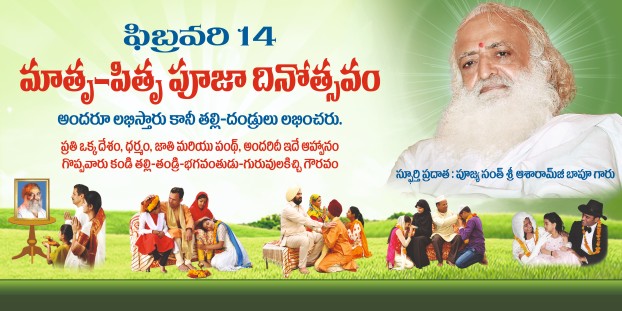 ఫిబ్రవరి 14
మాతృ-పితృ పూజా దినోత్సవం
అందరూ లభిస్తారు కానీ తల్లి-దండ్రులు లభించరు.
ప్రతి ఒక్క దేశం, ధర్మం, జాతి మరియు పంథ్, అందరిదీ ఇదే ఆహ్వానం
గొప్పవారు కండి తల్లి-తండ్రి-భగవంతుడు-గురువులకిచ్చి గౌరవం
స్ఫూర్తి ప్రదాత : పూజ్య సంత్ శ్రీ ఆశారామ్‌జీ బాపూ గారు